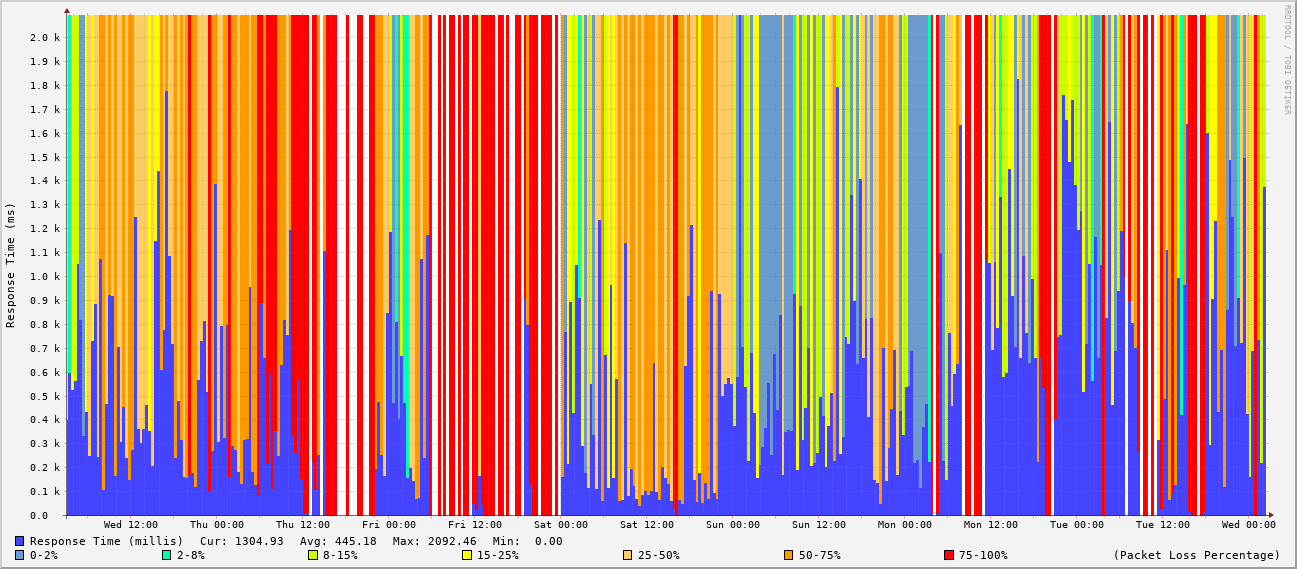 RRDTOOL / TOBI OETIKER
Response Time (ms)
2.0 k
1.9 k
1.8 k
1.7 k
1.6 k
1.5 k
1.4 k
1.3 k
1.2 k
1.1 k
1.0 k
0.9 k
0.8 k
0.7 k
0.6 k
0.5 k
0.4 k
0.3 k
0.2 k
0.1 k
0.0
Wed 12:00 Thu 00:00 Thu 12:00 Fri 00:00 Fri 12:00 Sat 00:00 Sat 12:00 Sun 00:00 Sun 12:00 Mon 00:00 Mon 12:00 Tue 00:00 Tue 12:00 Wed 00:00
Response Time (millis) Cur: 1304.93 Avg: 445.18 Max: 2092.46 Min: 0.00
0-2% 2-8% 8-15% 15-25% 25-50% 50-75% 75-100% (Packet Loss Percentage)